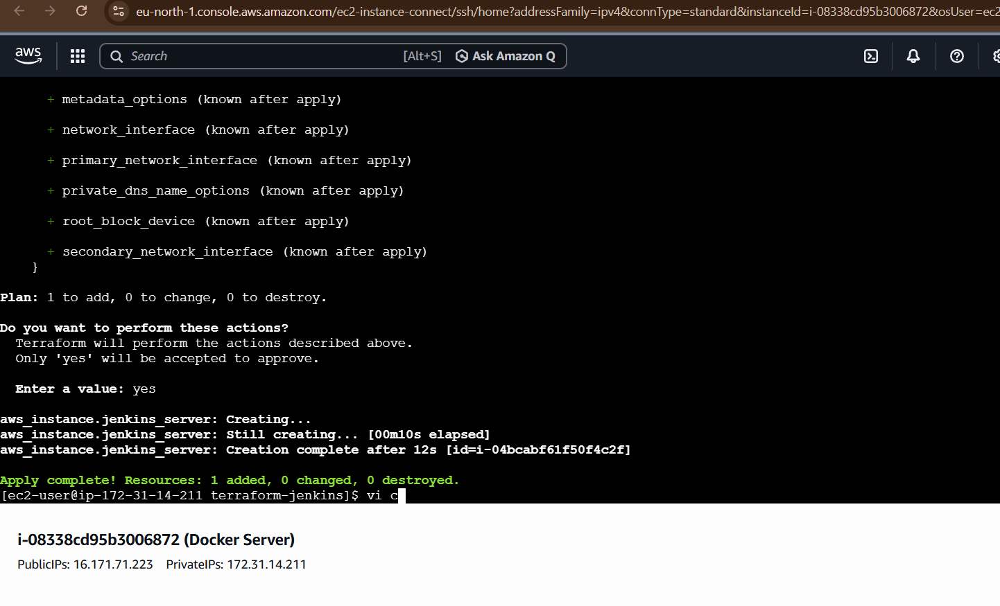 eu-north-1.console.aws.amazon.com/ec2-instance-connect/ssh/home?addressFamily=ipv4&connType=standard&instanceId=i-08338cd95b3006872&osUser=ec2
aws Search [Alt+S] Ask Amazon Q
+ metadata_options (known after apply)
+ network_interface (known after apply)
+ primary_network_interface (known after apply)
+ private_dns_name_options (known after apply)
+ root_block_device (known after apply)
+ secondary_network_interface (known after apply)
}
Plan: 1 to add, 0 to change, 0 to destroy.
Do you want to perform these actions?
Terraform will perform the actions described above.
Only 'yes' will be accepted to approve.
Enter a value: yes
aws_instance.jenkins_server: Creating...
aws_instance.jenkins_server: Still creating... [00m10s elapsed]
aws_instance.jenkins_server: Creation complete after 12s [id=i-04bcabf61f50f4c2f]
Apply complete! Resources: 1 added, 0 changed, 0 destroyed.
[ec2-user@ip-172-31-14-211 terraform-jenkins]$ vi c
i-08338cd95b3006872 (Docker Server)
PublicIPs: 16.171.71.223 PrivateIPs: 172.31.14.211